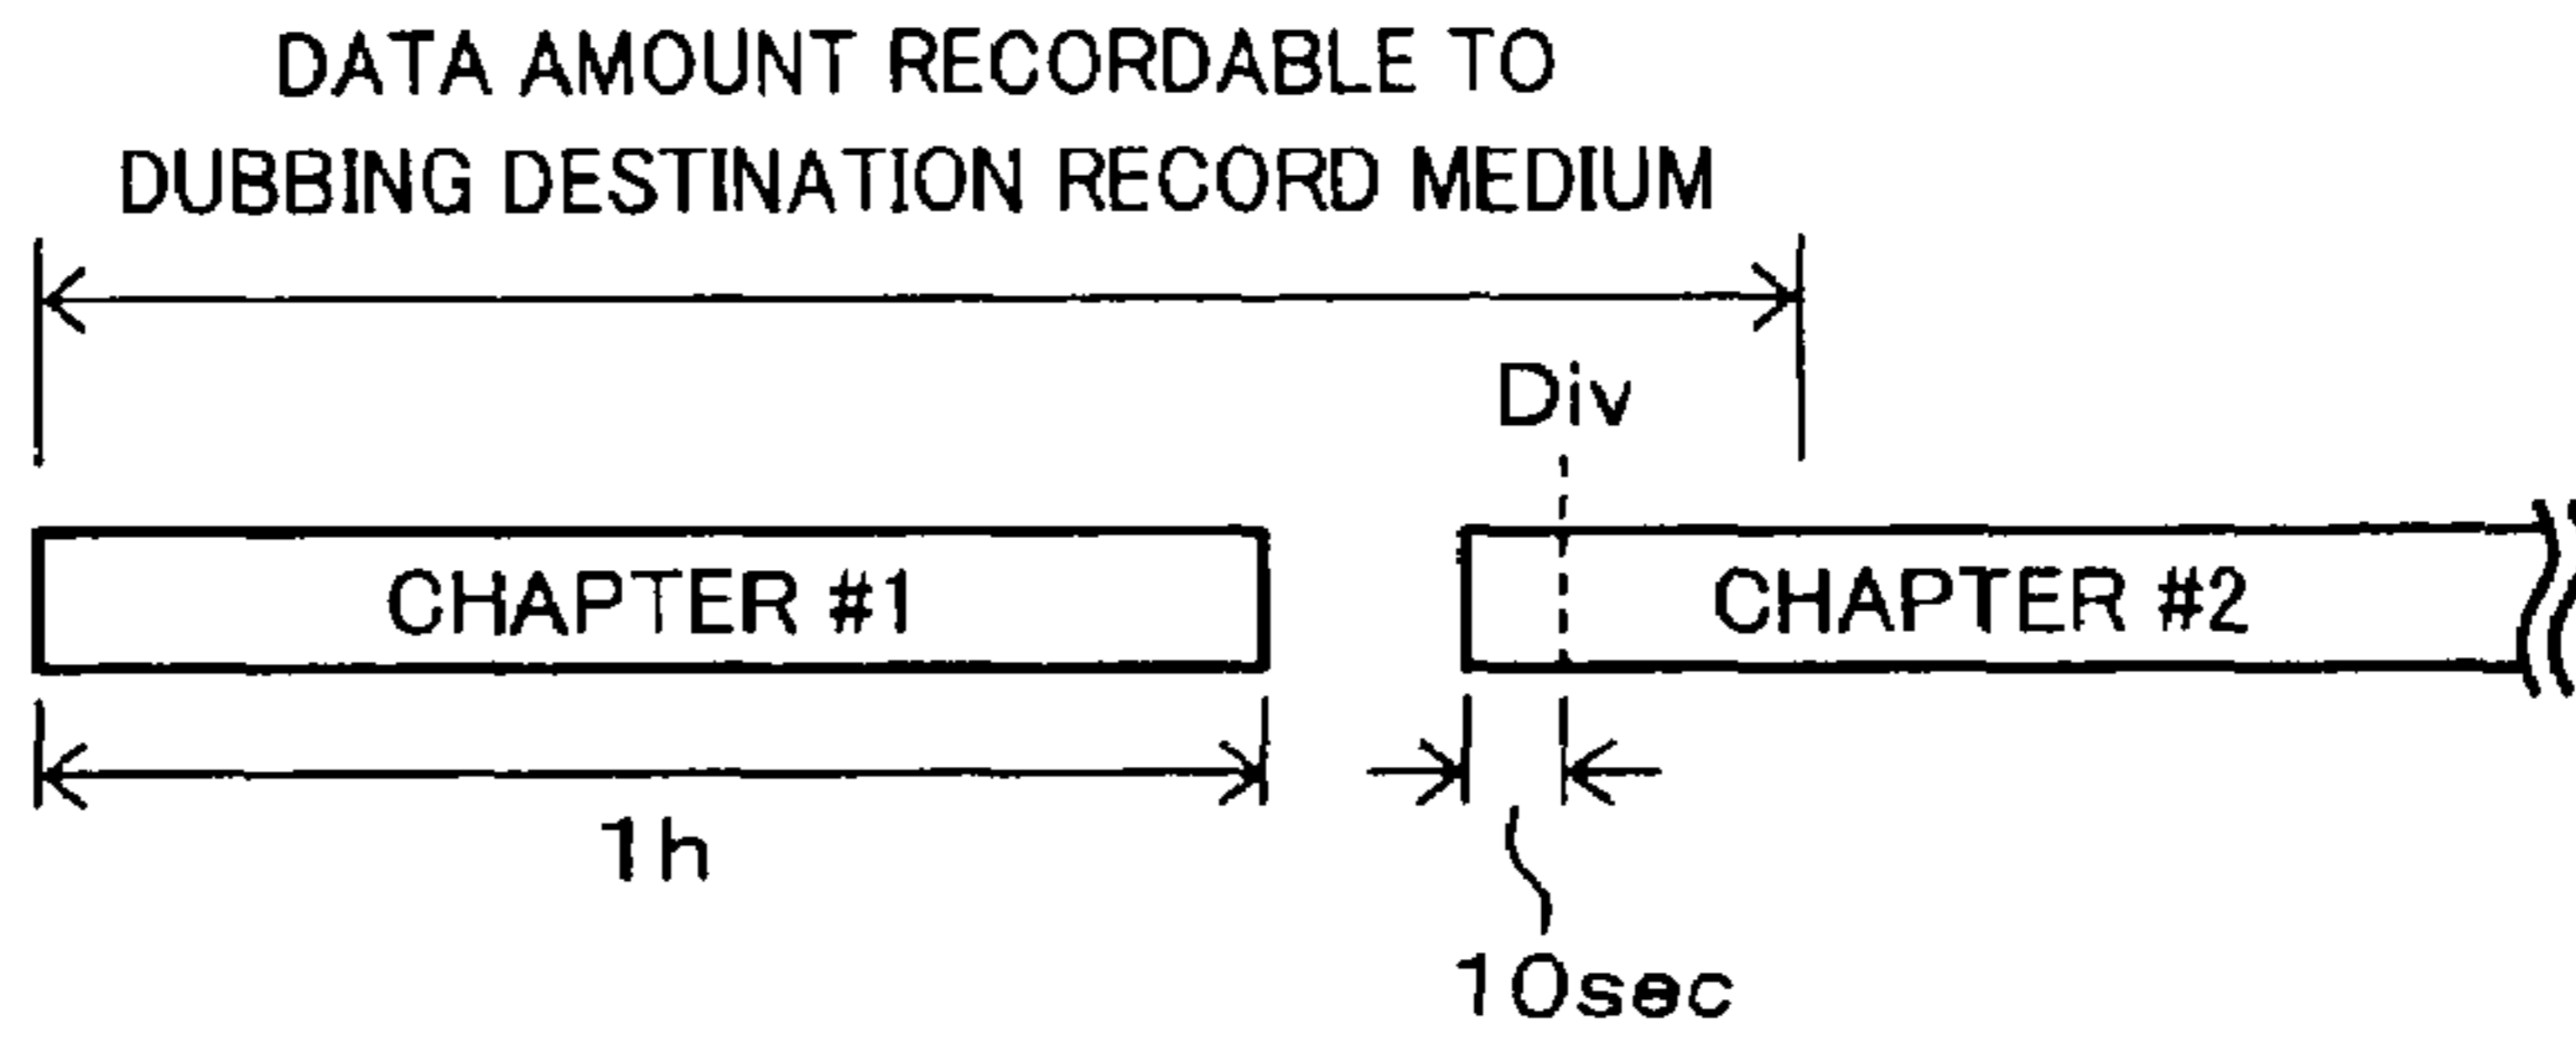 DATA AMOUNT RECORDABLE TO
DUBBING DESTINATION RECORD MEDIUM
Div
CHAPTER #1
CHAPTER #2
1h
10sec